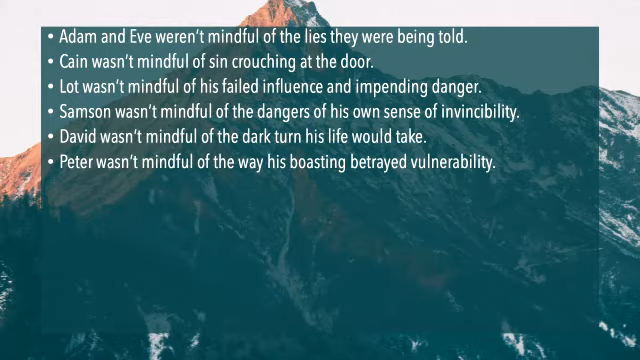 • Adam and Eve weren't mindful of the lies they were being told.
• Cain wasn't mindful of sin crouching at the door.
• Lot wasn't mindful of his failed influence and impending danger.
• Samson wasn't mindful of the dangers of his own sense of invincibility.
• David wasn't mindful of the dark turn his life would take.
• Peter wasn't mindful of the way his boasting betrayed vulnerability.